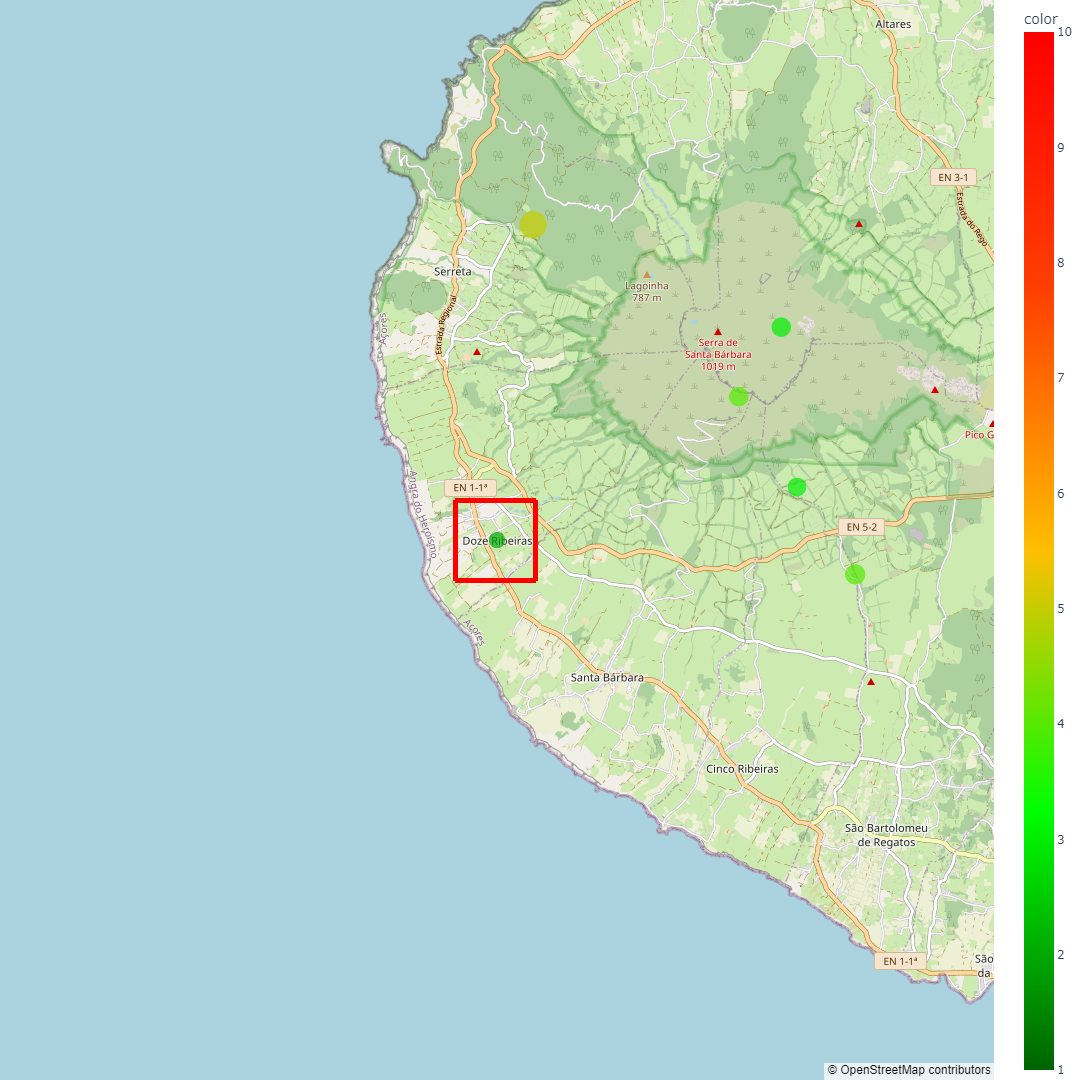 color
Altares
10
9
EN 3-1
Estrada do Rego
8
Serreta
Lagoinha
787 m
Estrada Regional
Açores
Serra de
Santa Bárbara
1019 m
7
Pico G
EN 1-1ª
6
Angra do Heroísmo
EN 5-2
Doze Ribeiras
5
Açores
Santa Bárbara
4
Cinco Ribeiras
São Bartolomeu
de Regatos
3
EN 1-1ª
São
da
2
1
© OpenStreetMap contributors